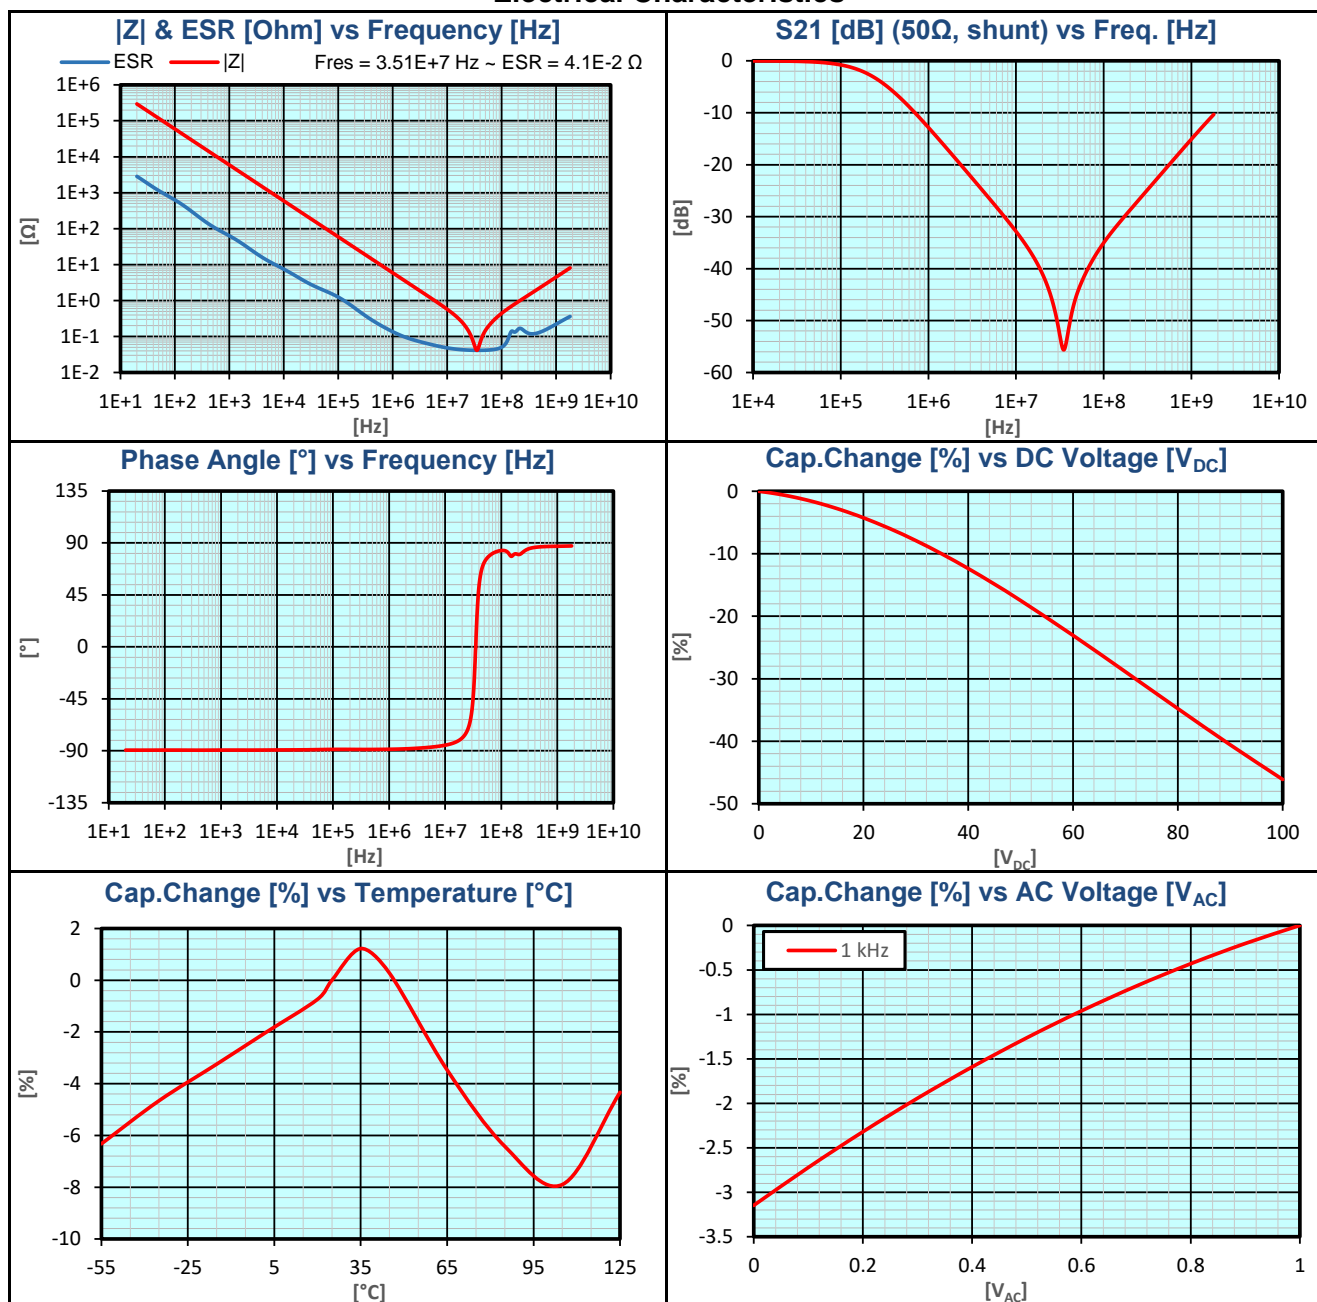 |Z| & ESR [Ohm] vs Frequency [Hz]
ESR |Z| Fres = 3.51E+7 Hz ~ ESR = 4.1E-2 Ω
1E+6
1E+5
1E+4
1E+3
1E+2
1E+1
1E+0
1E-1
1E-2
[Ω]
1E+1 1E+2 1E+3 1E+4 1E+5 1E+6 1E+7 1E+8 1E+9 1E+10
[Hz]
S21 [dB] (50Ω, shunt) vs Freq. [Hz]
0
-10
-20
-30
-40
-50
-60
[dB]
1E+4 1E+5 1E+6 1E+7 1E+8 1E+9 1E+10
[Hz]
Phase Angle [°] vs Frequency [Hz]
135
90
45
0
-45
-90
-135
[°]
1E+1 1E+2 1E+3 1E+4 1E+5 1E+6 1E+7 1E+8 1E+9 1E+10
[Hz]
Cap.Change [%] vs DC Voltage [VDC]
0
-10
-20
-30
-40
-50
[%]
0 20 40 60 80 100
[VDC]
Cap.Change [%] vs Temperature [°C]
2
0
-2
-4
-6
-8
-10
[%]
-55 -25 5 35 65 95 125
[°C]
Cap.Change [%] vs AC Voltage [VAC]
1 kHz
0
-0.5
-1
-1.5
-2
-2.5
-3
-3.5
[%]
0 0.2 0.4 0.6 0.8 1
[VAC]